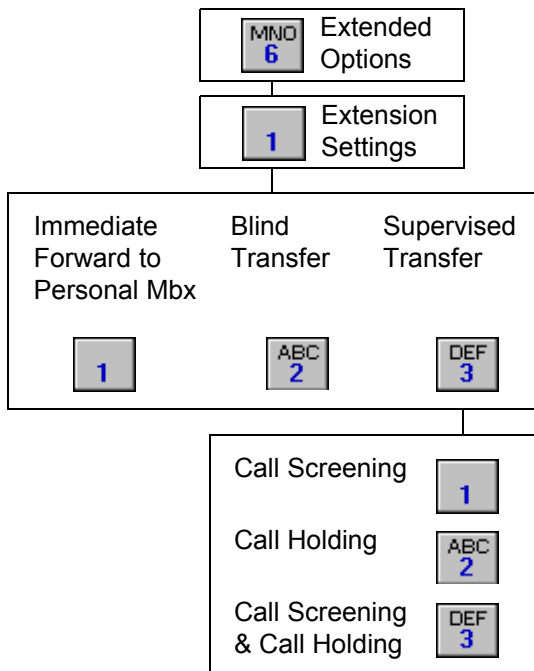 MNO
6
Extended
Options
1
Extension
Settings
Immediate
Forward to
Personal Mbx
Blind
Transfer
Supervised
Transfer
1
ABC
2
DEF
3
Call Screening
1
Call Holding
ABC
2
Call Screening
& Call Holding
DEF
3